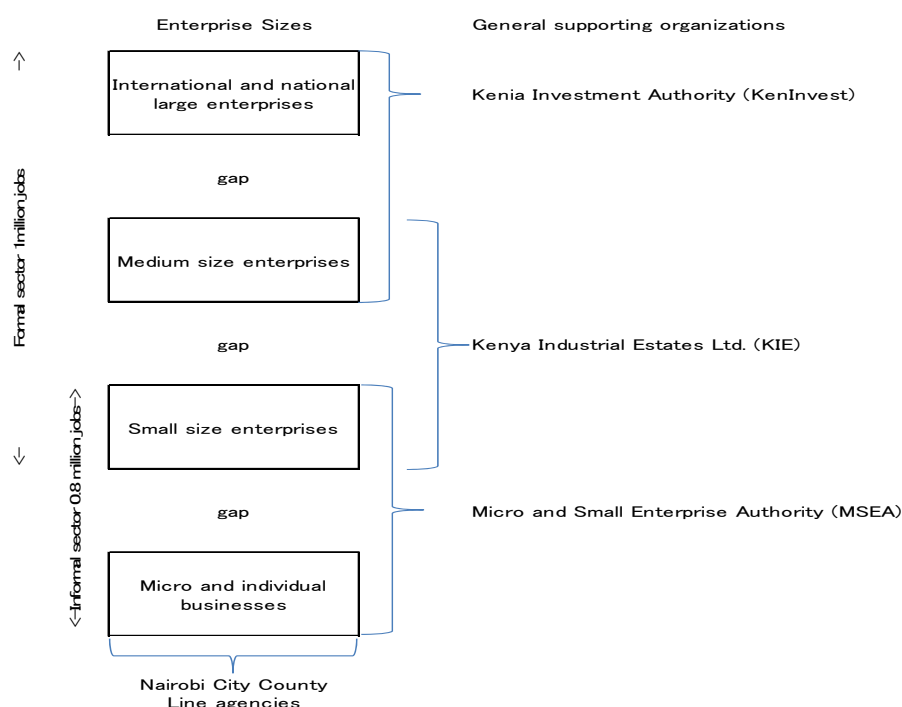 Enterprise Sizes
General supporting organizations
International and national
large enterprises
Kenia Investment Authority (KenInvest)
gap
Medium size enterprises
gap
Kenya Industrial Estates Ltd. (KIE)
Small size enterprises
gap
Micro and Small Enterprise Authority (MSEA)
Micro and individual
businesses
Nairobi City County
Line agencies
<-- Formal sector 1million jobs -->
<--Informal sector 0.8 million jobs-->